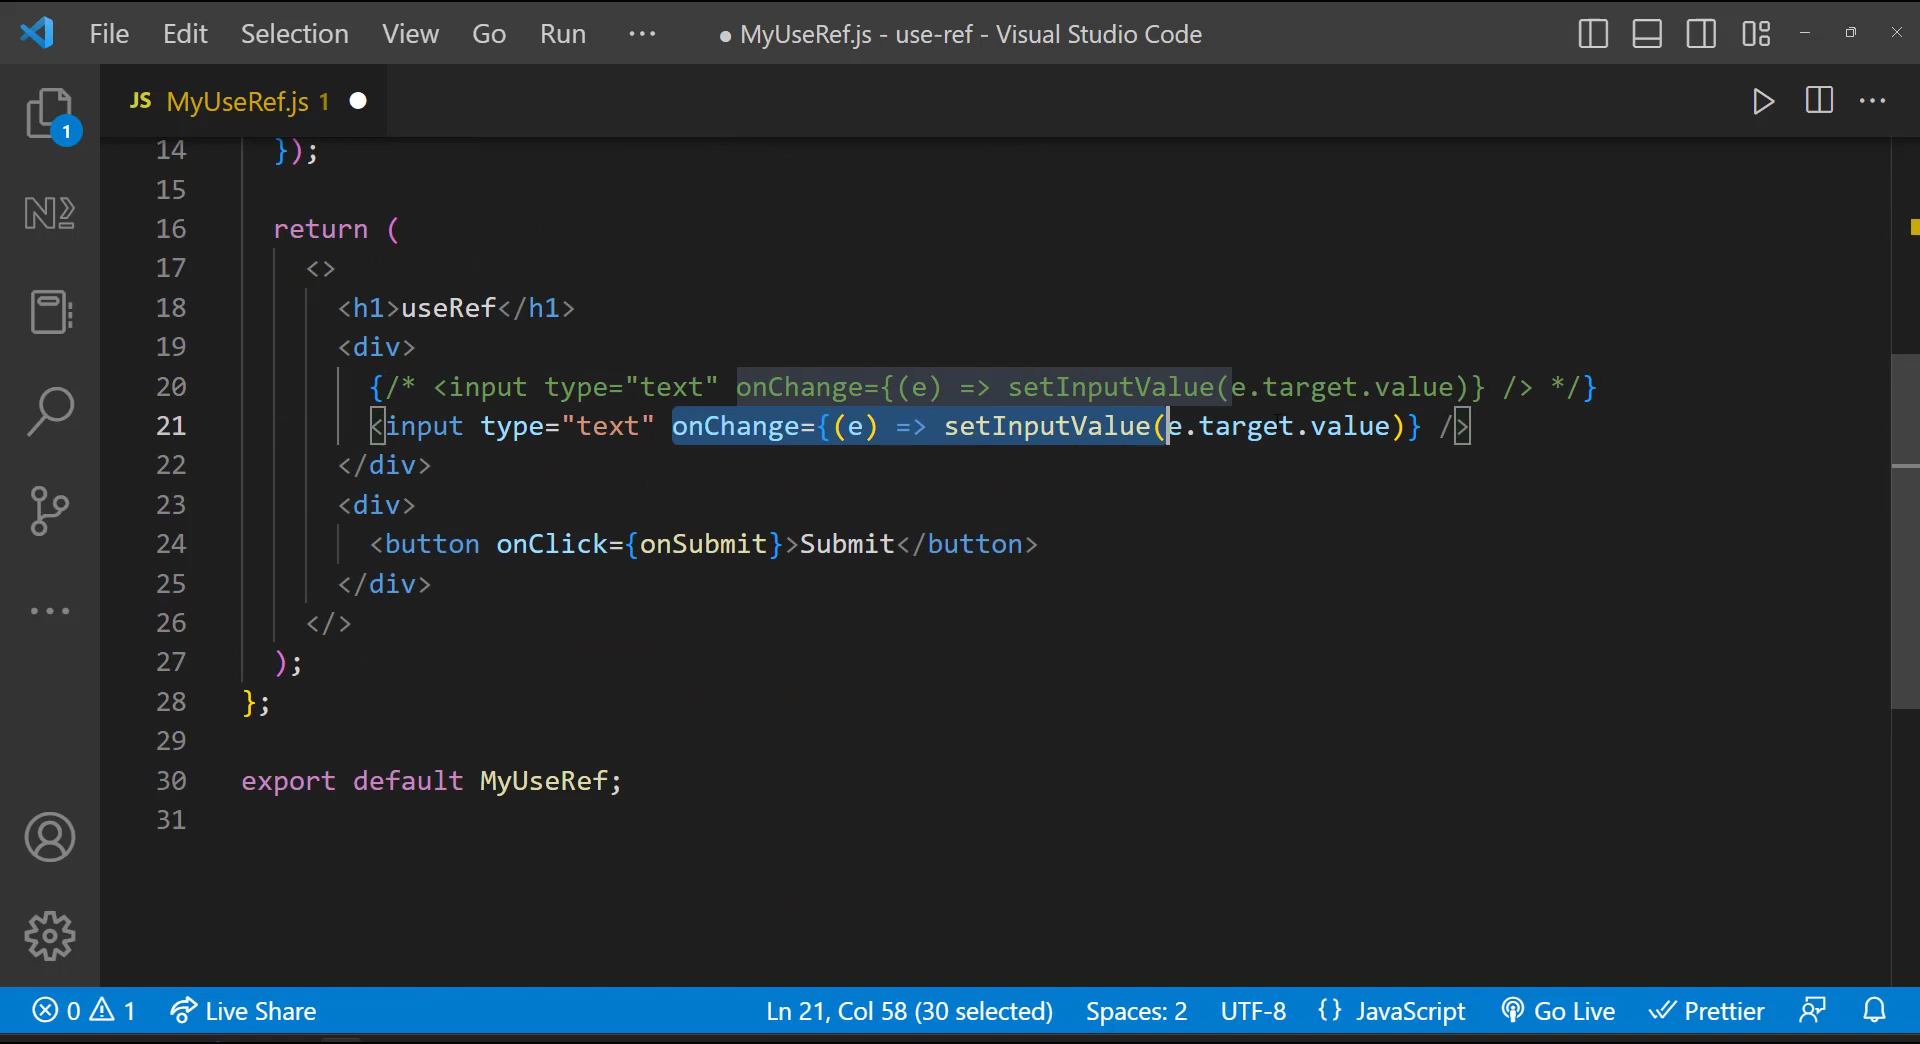 File Edit Selection View Go Run ··· ● MyUseRef.js - use-ref - Visual Studio Code
JS MyUseRef.js 1
1
14 });
15
16 return (
17 <>
18 <h1>useRef</h1>
19 <div>
20 {/* <input type="text" onChange={(e) => setInputValue(e.target.value)} /> */}
21 <input type="text" onChange={(e) => setInputValue(e.target.value)} />
22 </div>
23 <div>
24 <button onClick={onSubmit}>Submit</button>
25 </div>
26 </>
27 );
28 };
29
30 export default MyUseRef;
31
0 1 Live Share Ln 21, Col 58 (30 selected) Spaces: 2 UTF-8 {} JavaScript Go Live Prettier